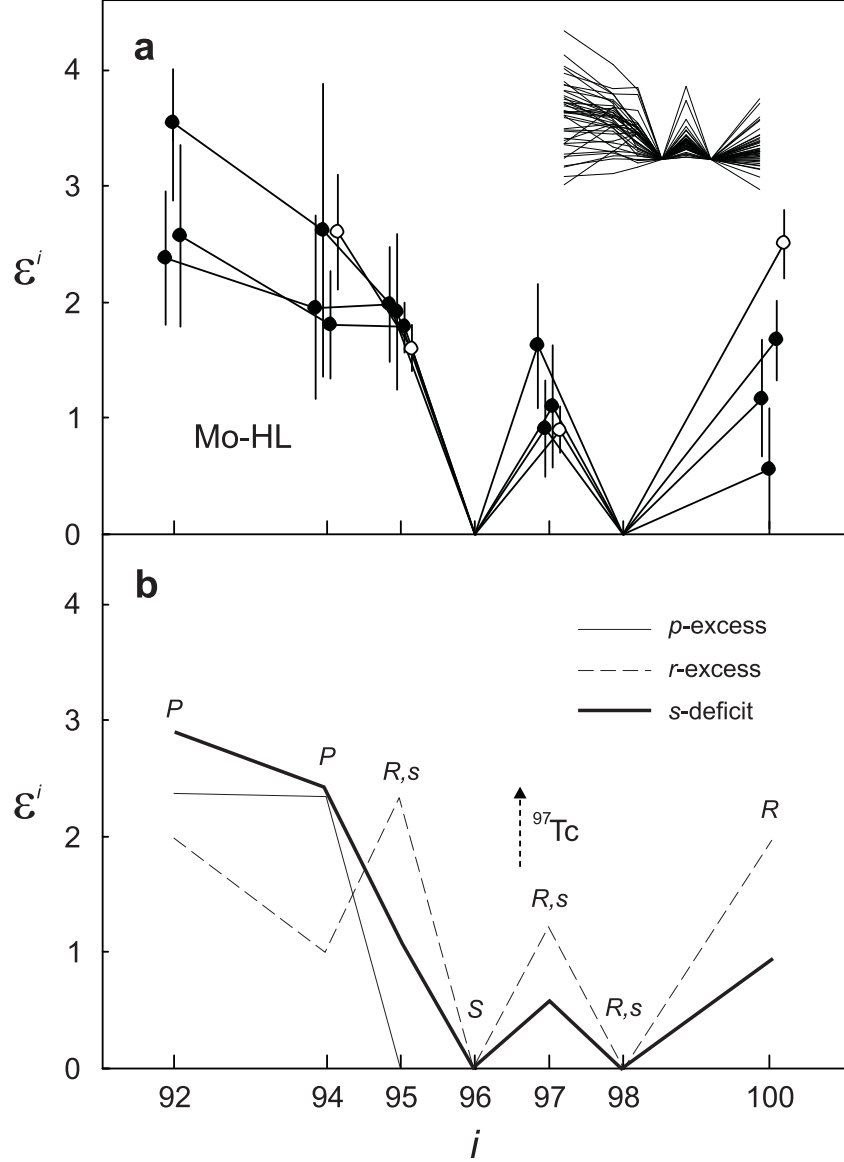 a
4
3
2
1
0
εⁱ
Mo-HL
b
4
3
2
1
0
εⁱ
p-excess
r-excess
s-deficit
P
P
R,s
⁹⁷Tc
R
R,s
S
R,s
92
94
95
96
97
98
100
i